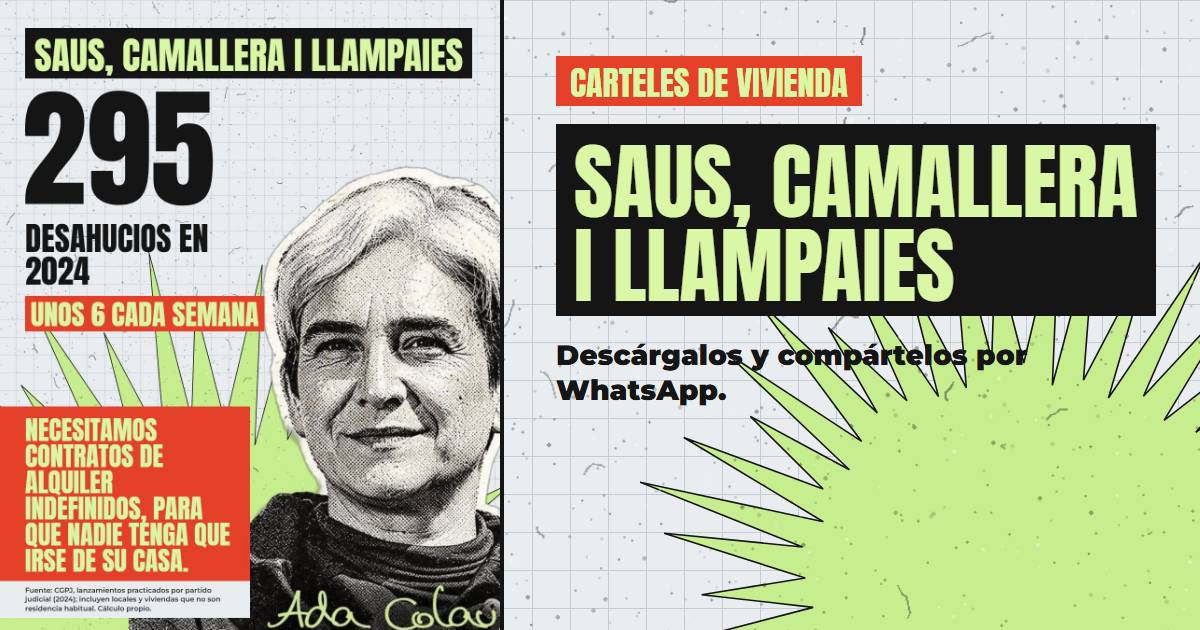 SAUS, CAMALLERA I LLAMPAIES
295
DESAHUCIOS EN
2024
UNOS 6 CADA SEMANA
NECESITAMOS
CONTRATOS DE
ALQUILER
INDEFINIDOS, PARA
QUE NADIE TENGA QUE
IRSE DE SU CASA.
Fuente: CGPJ, lanzamientos practicados por partido
judicial (2024); incluyen locales y viviendas que no son
residencia habitual. Cálculo propio.
Ada Colau
CARTELES DE VIVIENDA
SAUS, CAMALLERA
I LLAMPAIES
Descárgalos y compártelos por
WhatsApp.